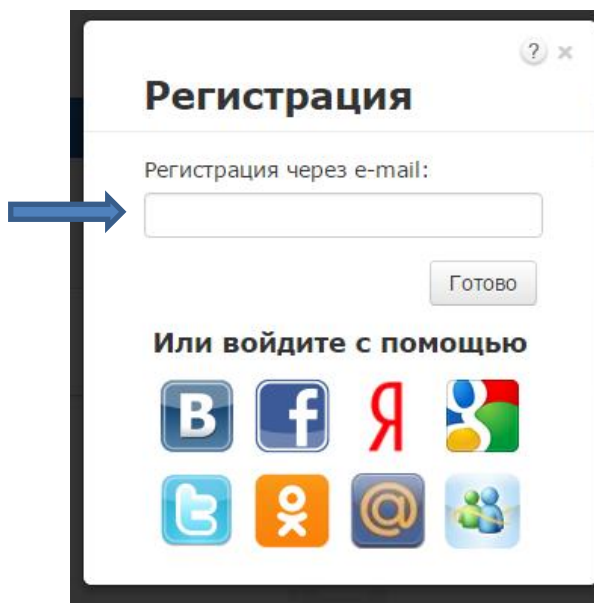 ?
Регистрация
Регистрация через e-mail:
Готово
Или войдите с помощью